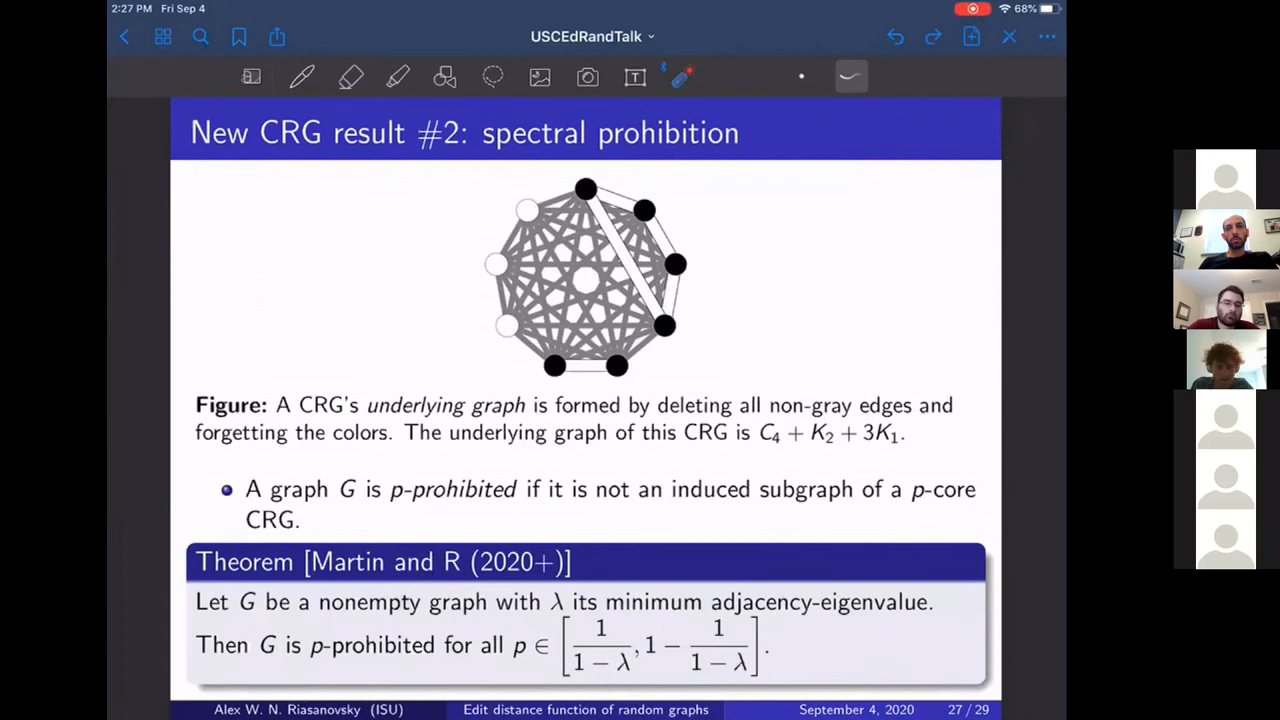 2:27 PM Fri Sep 4
68%
USCEdRandTalk
T
New CRG result #2: spectral prohibition
Figure: A CRG's underlying graph is formed by deleting all non-gray edges and
forgetting the colors. The underlying graph of this CRG is C₄ + K₂ + 3K₁.
A graph G is p-prohibited if it is not an induced subgraph of a p-core
CRG.
Theorem [Martin and R (2020+)]
Let G be a nonempty graph with λ its minimum adjacency-eigenvalue.
Then G is p-prohibited for all p ∈ [1/(1 − λ), 1 − 1/(1 − λ)].
Alex W. N. Riasanovsky (ISU) Edit distance function of random graphs September 4, 2020 27 / 29